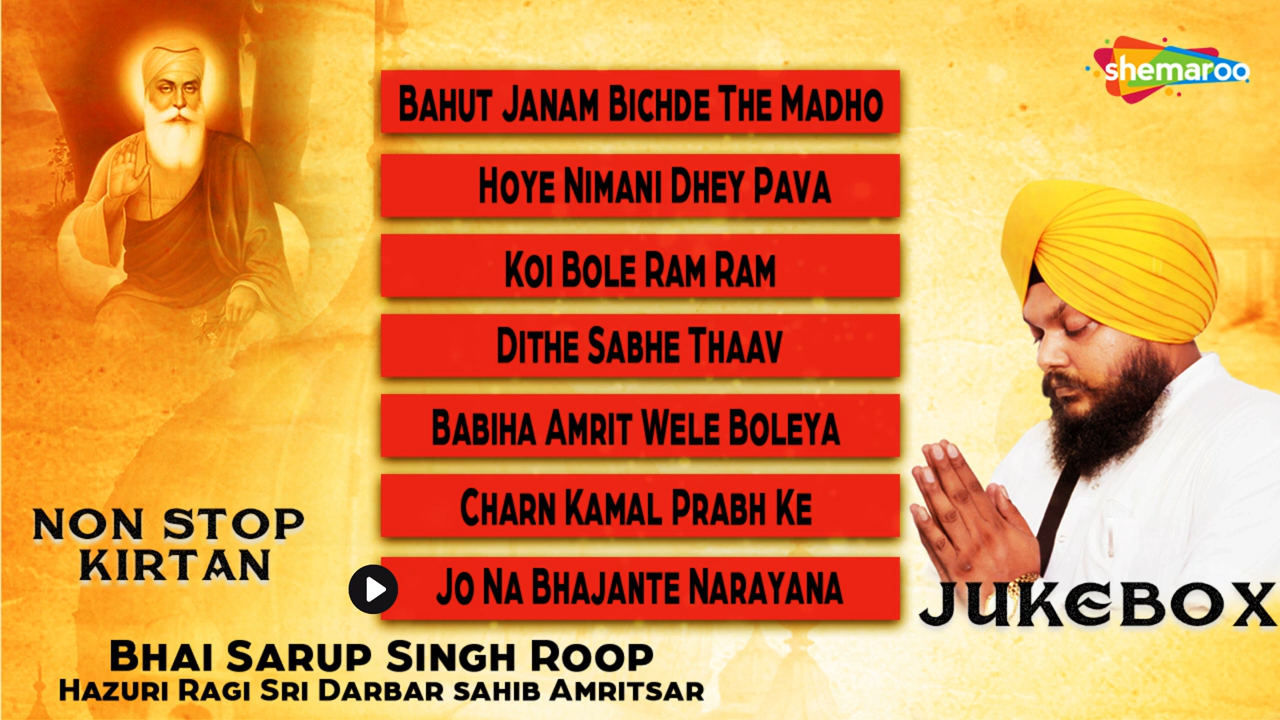 shemaroo
BAHUT JANAM BICHDE THE MADHO
HOYE NIMANI DHEY PAVA
KOI BOLE RAM RAM
DITHE SABHE THAAV
BABIHA AMRIT WELE BOLEYA
CHARN KAMAL PRABH KE
JO NA BHAJANTE NARAYANA
NON STOP
KIRTAN
JUKEBOX
BHAI SARUP SINGH ROOP
HAZURI RAGI SRI DARBAR SAHIB AMRITSAR